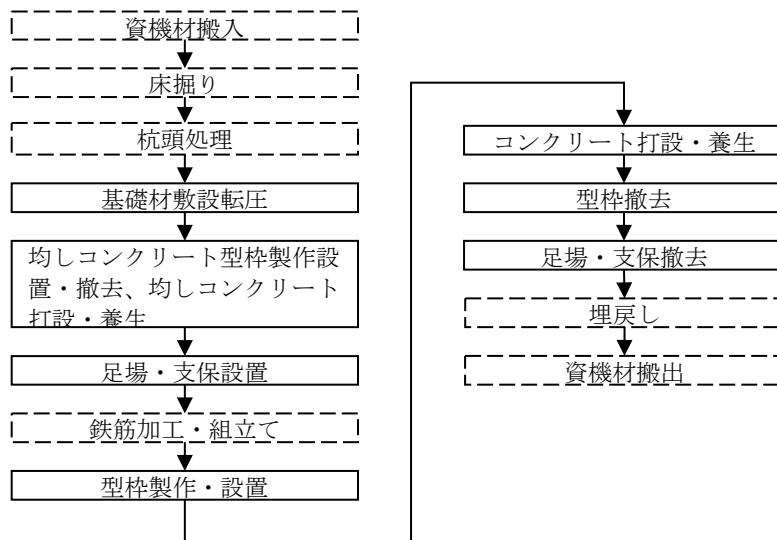 資機材搬入
床掘り
杭頭処理
基礎材敷設転圧
均しコンクリート型枠製作設
置・撤去、均しコンクリート
打設・養生
足場・支保設置
鉄筋加工・組立て
型枠製作・設置
コンクリート打設・養生
型枠撤去
足場・支保撤去
埋戻し
資機材搬出